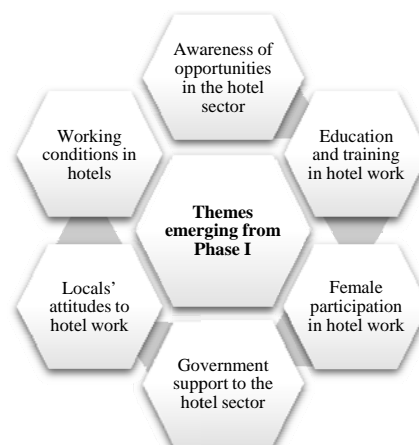 Awareness of
opportunities
in the hotel
sector
Working
conditions in
hotels
Education
and training
in hotel work
Themes
emerging from
Phase I
Locals’
attitudes to
hotel work
Female
participation
in hotel work
Government
support to the
hotel sector